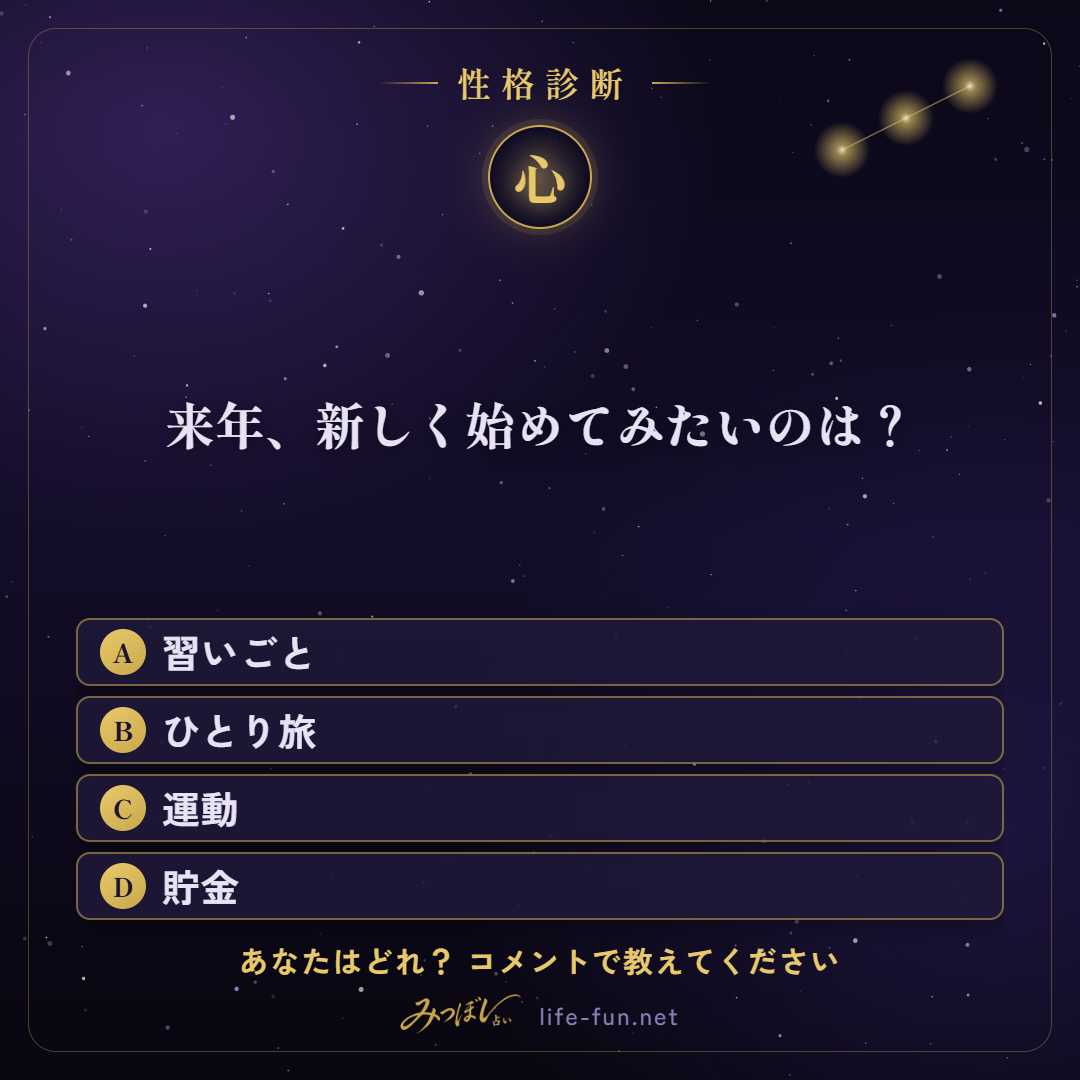 性格診断
心
来年、新しく始めてみたいのは？
A 習いごと
B ひとり旅
C 運動
D 貯金
あなたはどれ？ コメントで教えてください
みつぼし占い life-fun.net